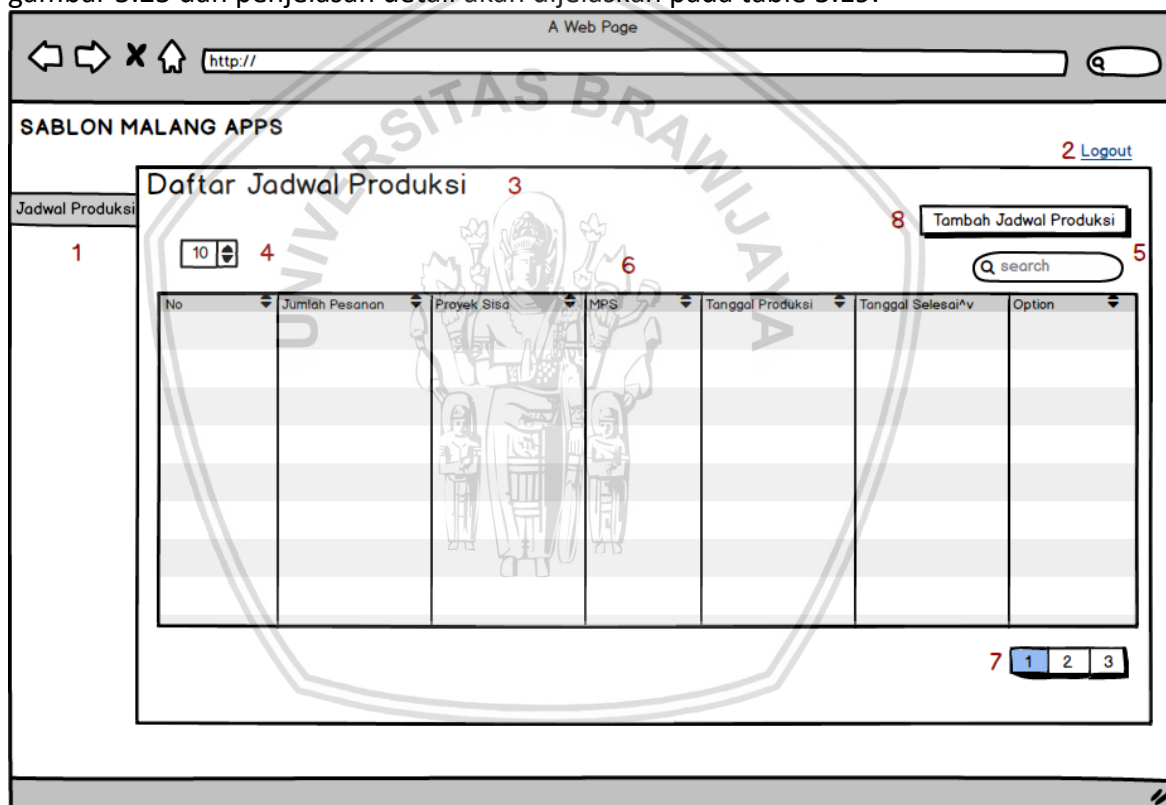 gambar 5.25 dan penjelasan detail akan dijelaskan pada table 5.19.
A Web Page
http://
SABLON MALANG APPS
2 Logout
Daftar Jadwal Produksi 3
Jadwal Produksi
8 Tambah Jadwal Produksi
1
10 4
5
search
6
No Jumlah Pesanan Proyek Sisa MPS Tanggal Produksi Tanggal Selesai^v Option
7 1 2 3
UNIVERSITAS BRAWIJAYA